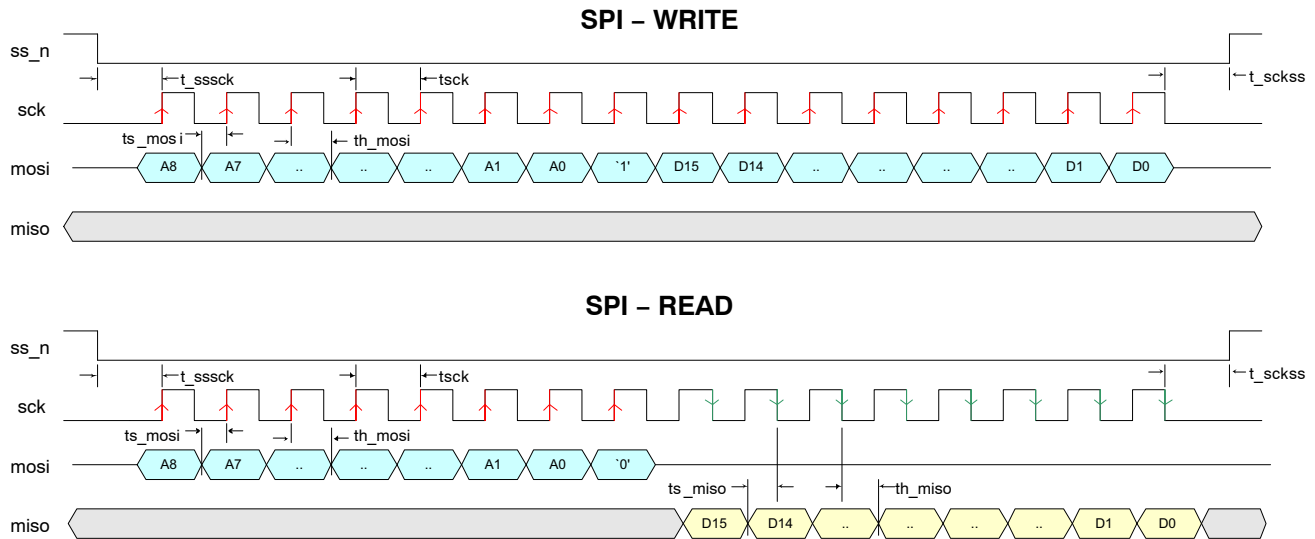 SPI – WRITE
ss_n
t_sssck tsck t_sckss
sck
ts_mosi th_mosi
mosi A8 A7 .. .. .. A1 A0 `1' D15 D14 .. .. .. .. D1 D0
miso
SPI – READ
ss_n
t_sssck tsck t_sckss
sck
ts_mosi th_mosi
mosi A8 A7 .. .. .. A1 A0 `0'
ts_miso th_miso
miso D15 D14 .. .. .. .. D1 D0